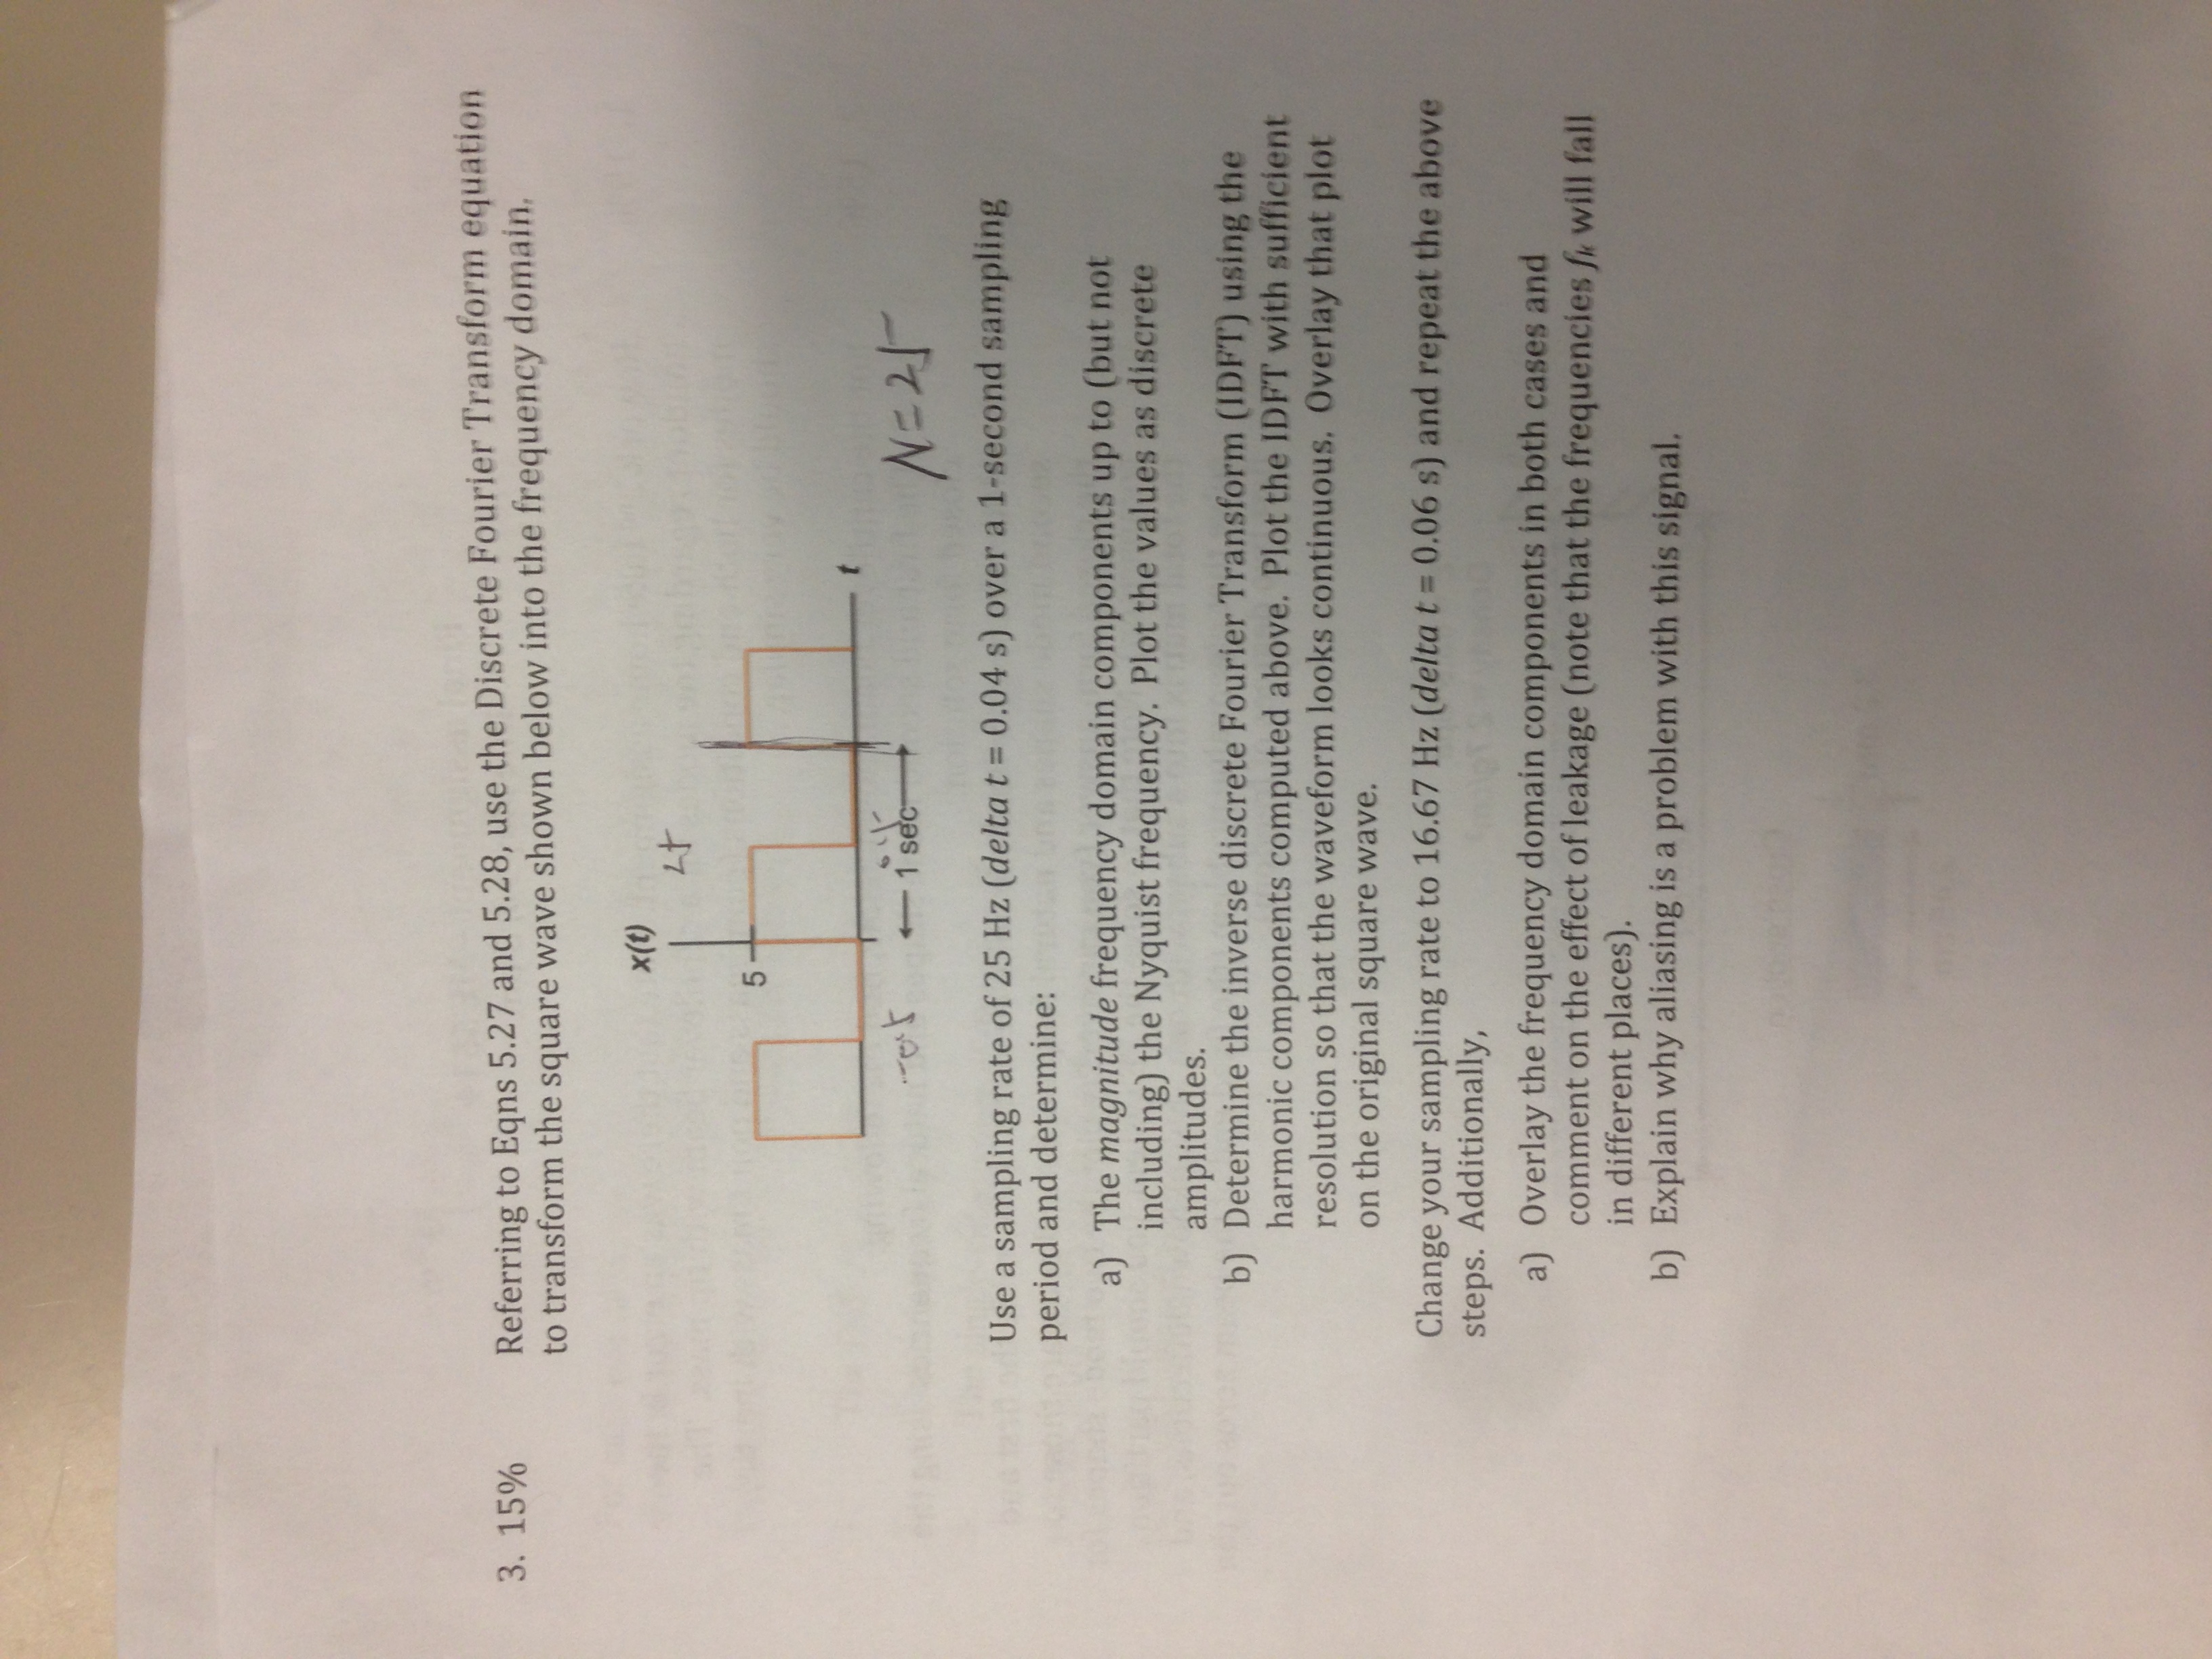 3. 15% Referring to Eqns 5.27 and 5.28, use the Discrete Fourier Transform equation
to transform the square wave shown below into the frequency domain.
x(t)
5
t
1 sec
N=25
Use a sampling rate of 25 Hz (delta t = 0.04 s) over a 1-second sampling
period and determine:
a) The magnitude frequency domain components up to (but not
including) the Nyquist frequency. Plot the values as discrete
amplitudes.
b) Determine the inverse discrete Fourier Transform (IDFT) using the
harmonic components computed above. Plot the IDFT with sufficient
resolution so that the waveform looks continuous. Overlay that plot
on the original square wave.
Change your sampling rate to 16.67 Hz (delta t = 0.06 s) and repeat the above
steps. Additionally,
a) Overlay the frequency domain components in both cases and
comment on the effect of leakage (note that the frequencies fk will fall
in different places).
b) Explain why aliasing is a problem with this signal.